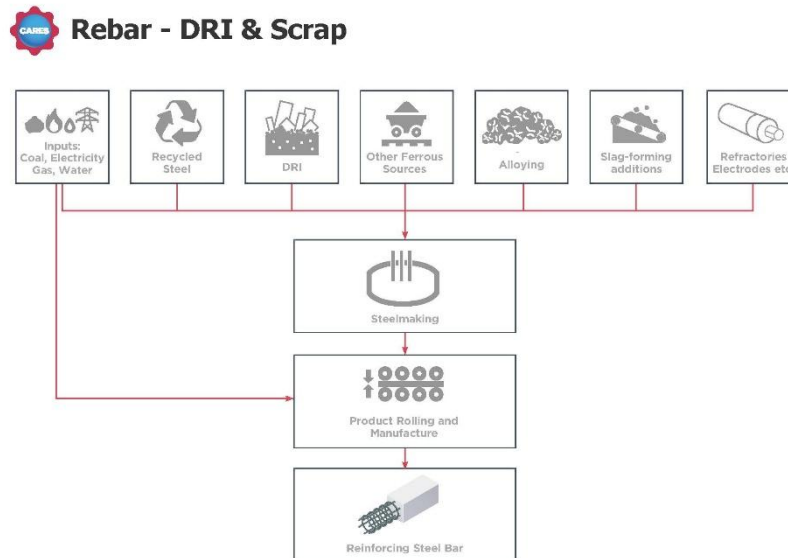 CARES
Rebar - DRI & Scrap
Inputs:
Coal, Electricity
Gas, Water
Recycled
Steel
DRI
Other Ferrous
Sources
Alloying
Slag-forming
additions
Refractories
Electrodes etc
Steelmaking
Product Rolling and
Manufacture
Reinforcing Steel Bar